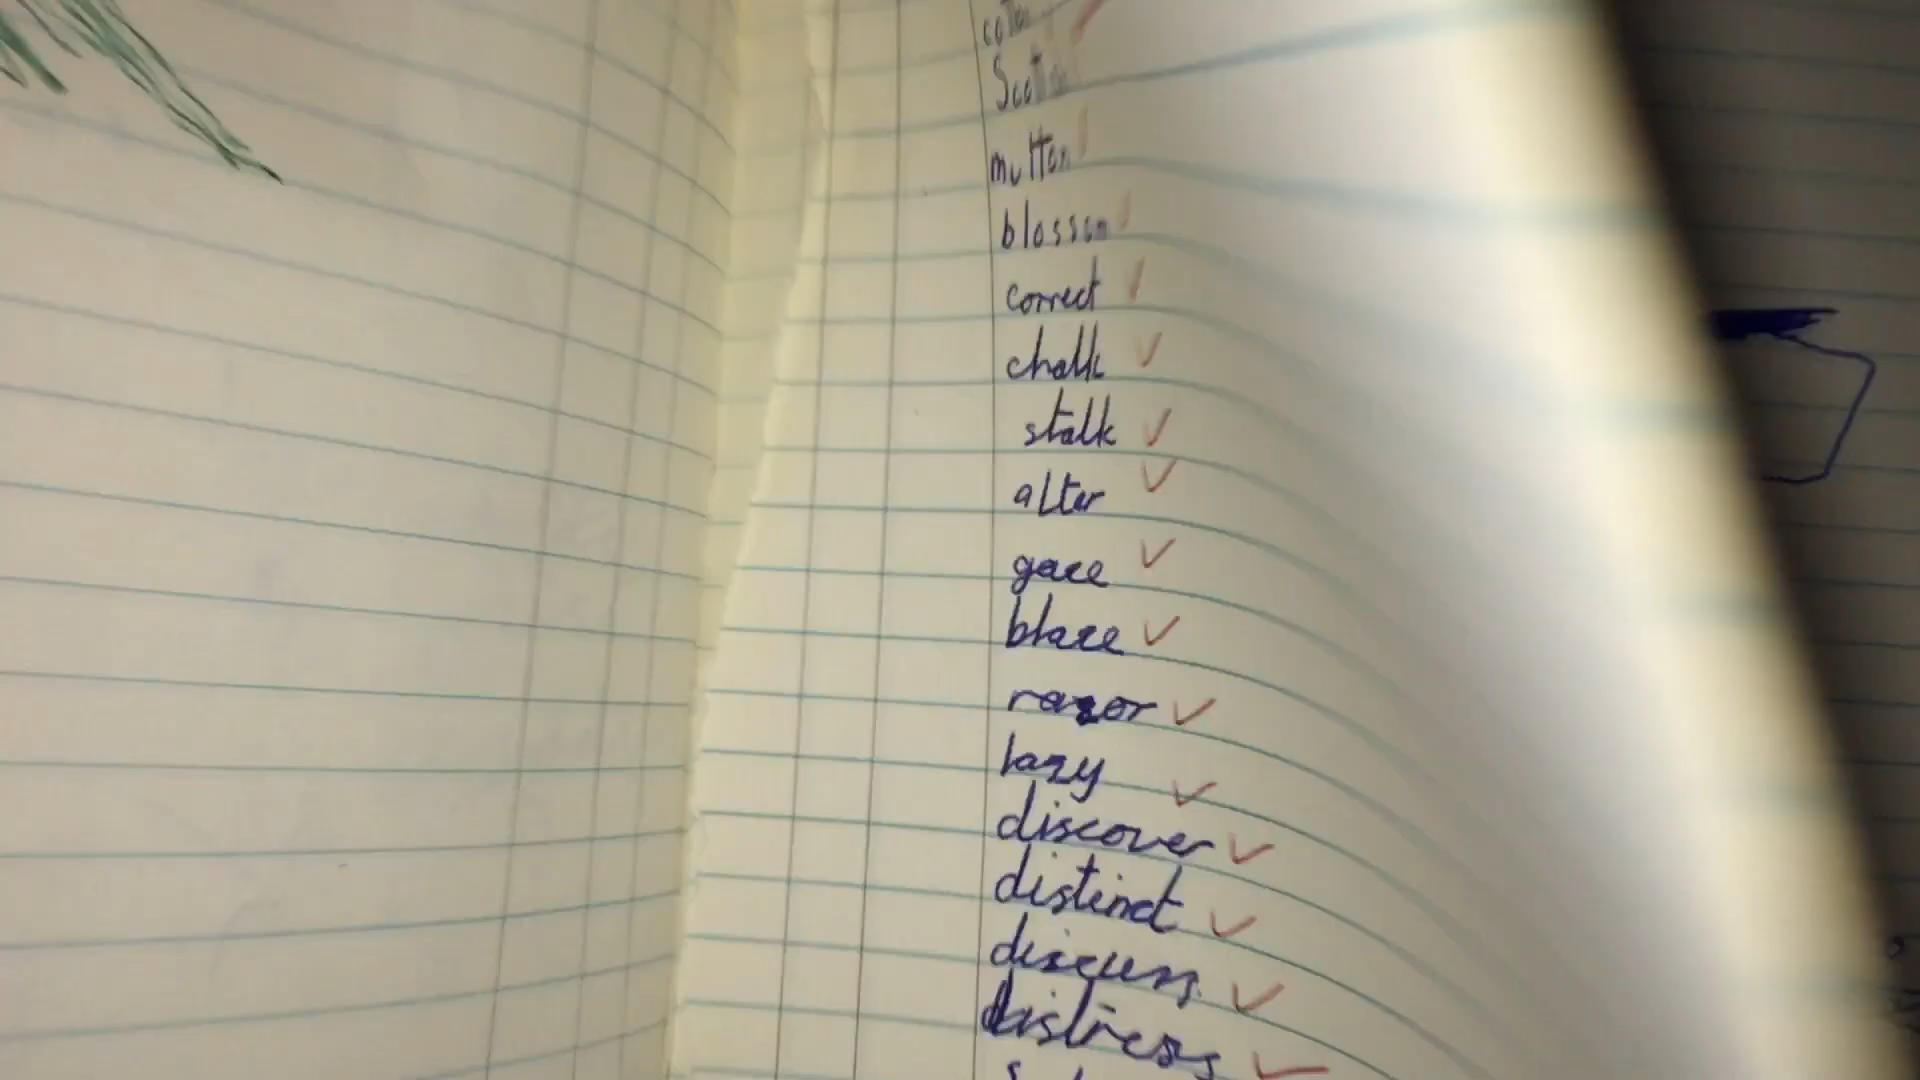 mutton
blossom
correct
chalk
stalk
alter
gaze
blaze
razor
lazy
discover
distinct
discuss
distress